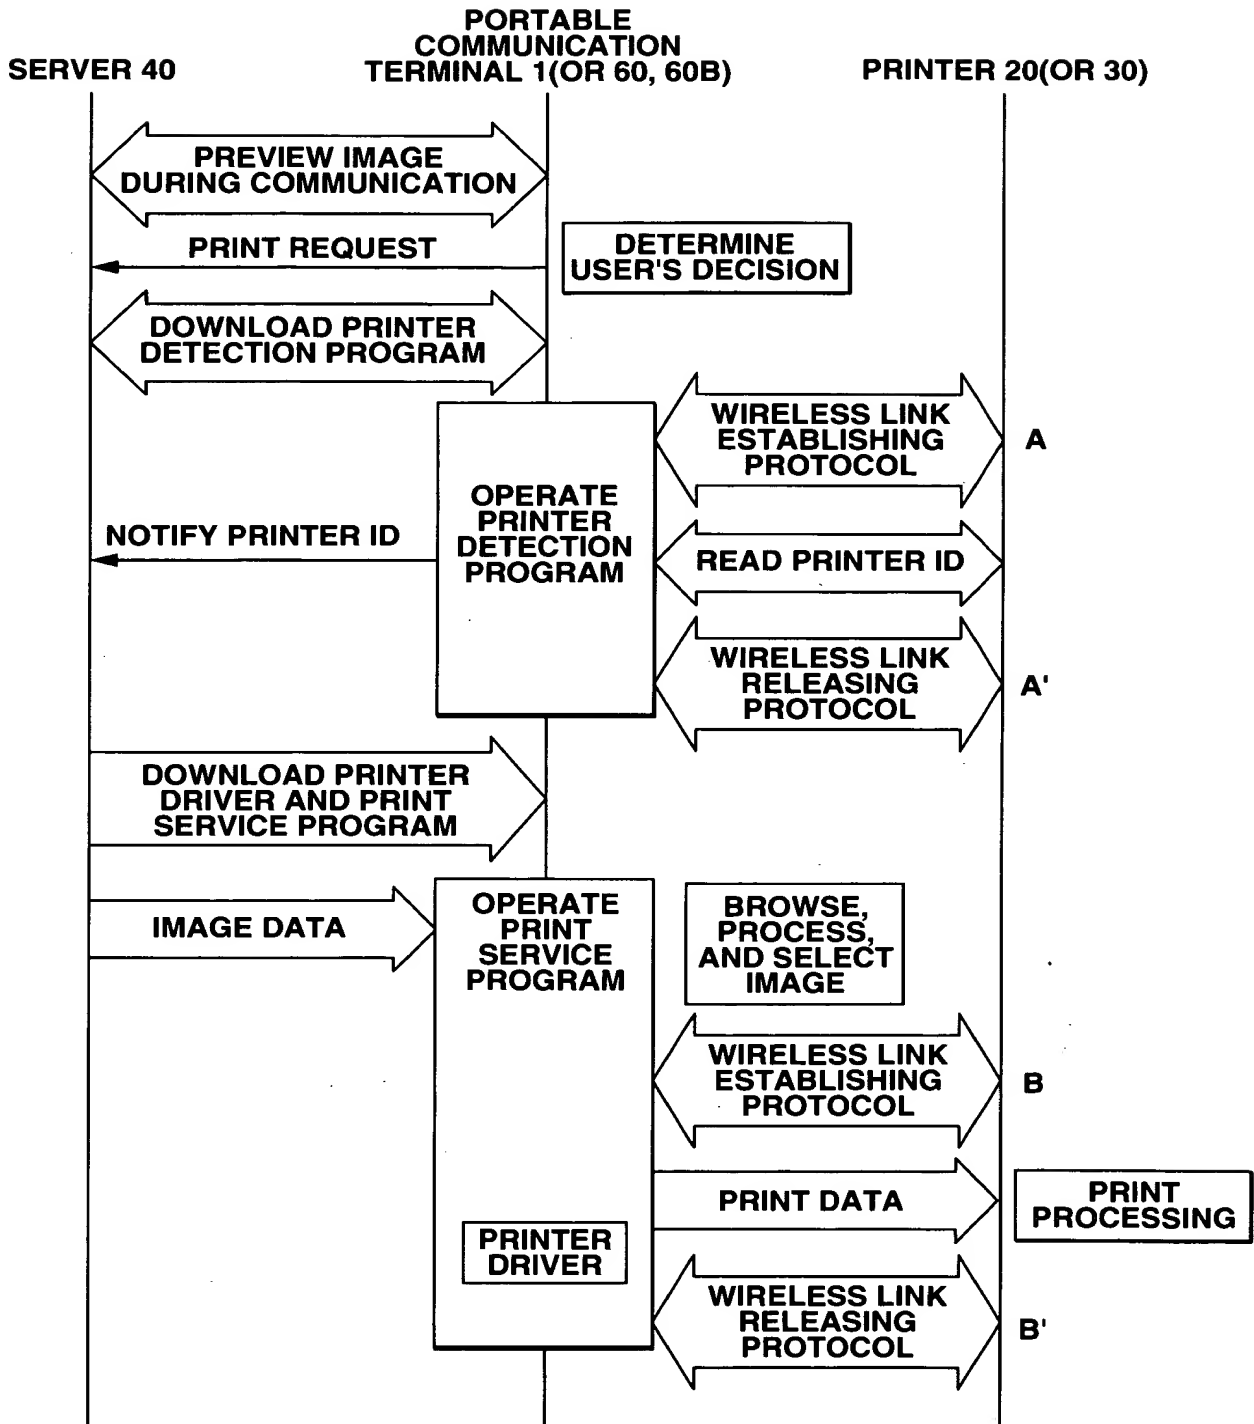 SERVER 40
PORTABLE
COMMUNICATION
TERMINAL 1(OR 60, 60B)
PRINTER 20(OR 30)
PREVIEW IMAGE
DURING COMMUNICATION
PRINT REQUEST
DETERMINE
USER'S DECISION
DOWNLOAD PRINTER
DETECTION PROGRAM
WIRELESS LINK
ESTABLISHING
PROTOCOL
A
OPERATE
PRINTER
DETECTION
PROGRAM
NOTIFY PRINTER ID
READ PRINTER ID
WIRELESS LINK
RELEASING
PROTOCOL
A'
DOWNLOAD PRINTER
DRIVER AND PRINT
SERVICE PROGRAM
IMAGE DATA
OPERATE
PRINT
SERVICE
PROGRAM
BROWSE,
PROCESS,
AND SELECT
IMAGE
WIRELESS LINK
ESTABLISHING
PROTOCOL
B
PRINT DATA
PRINT
PROCESSING
PRINTER
DRIVER
WIRELESS LINK
RELEASING
PROTOCOL
B'